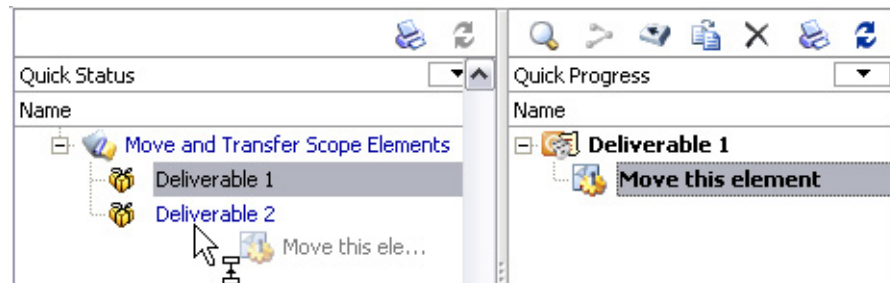 Quick Status
Name
Move and Transfer Scope Elements
Deliverable 1
Deliverable 2
Move this ele...
Quick Progress
Name
Deliverable 1
Move this element